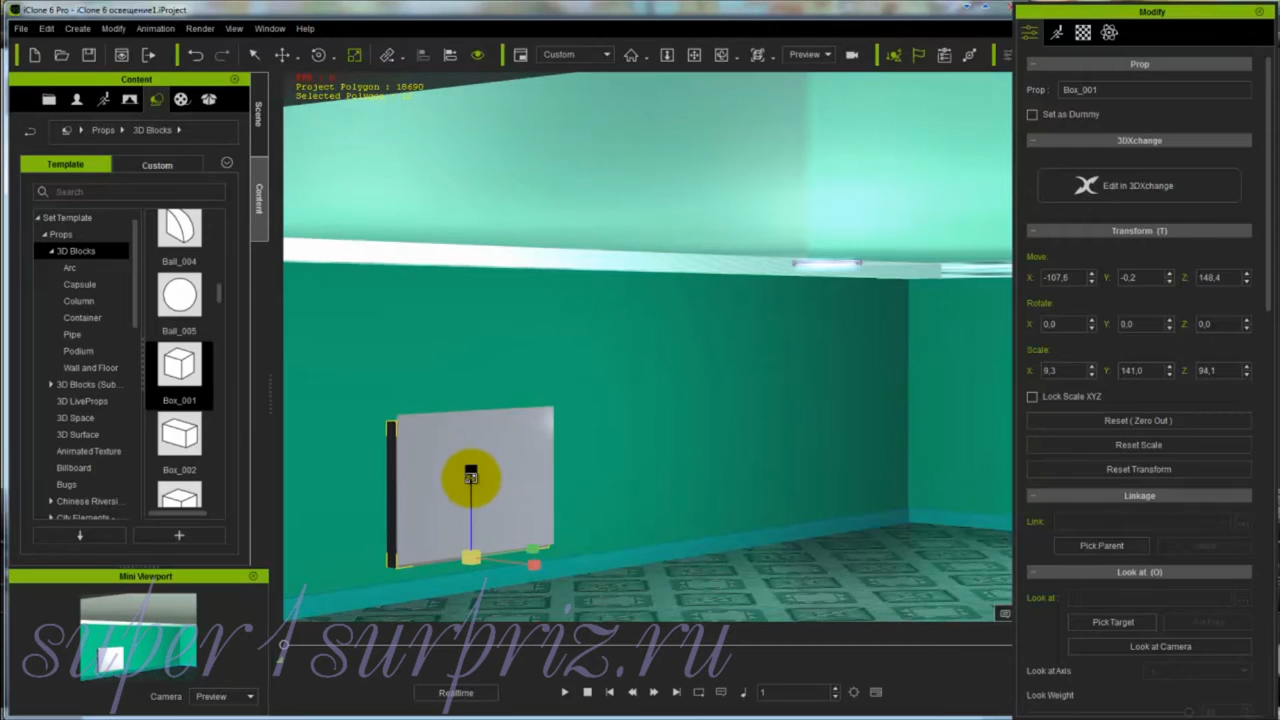 iClone 6 Pro - iClone 6 освещение1.iProject
File Edit Create Modify Animation Render View Window Help
Custom
Preview
Content
Props 3D Blocks
Template Custom
Search
Set Template
Props
3D Blocks
Arc
Capsule
Column
Container
Pipe
Podium
Wall and Floor
3D Blocks (Sub...
3D LiveProps
3D Space
3D Surface
Animated Texture
Billboard
Bugs
Chinese Riversi...
City Elements -
Ball_004
Ball_005
Box_001
Box_002
Scene
Content
Project Polygon : 18690
Selected Polygon
Mini Viewport
Camera Preview
super1surpriz.ru
Realtime
1
Modify
Prop
Prop : Box_001
Set as Dummy
3DXchange
Edit in 3DXchange
Transform (T)
Move:
X: -107,6 Y: -0,2 Z: 148,4
Rotate:
X: 0,0 Y: 0,0 Z: 0,0
Scale:
X: 9,3 Y: 141,0 Z: 94,1
Lock Scale XYZ
Reset ( Zero Out )
Reset Scale
Reset Transform
Linkage
Link:
Pick Parent
Look at (O)
Look at :
Pick Target
Look at Camera
Look at Axis
Look Weight